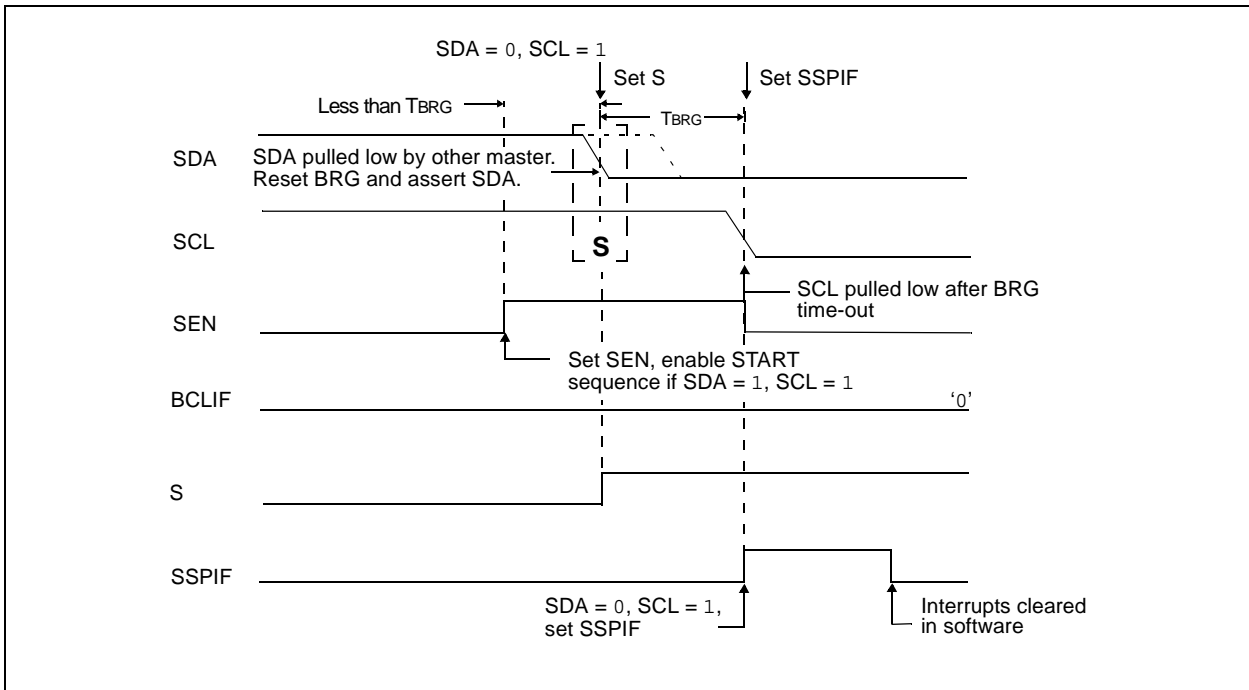 SDA = 0, SCL = 1
Set S
Set SSPIF
Less than TBRG
TBRG
SDA
SDA pulled low by other master.
Reset BRG and assert SDA.
SCL
S
SCL pulled low after BRG
time-out
SEN
Set SEN, enable START
sequence if SDA = 1, SCL = 1
BCLIF
‘0’
S
SSPIF
SDA = 0, SCL = 1,
set SSPIF
Interrupts cleared
in software